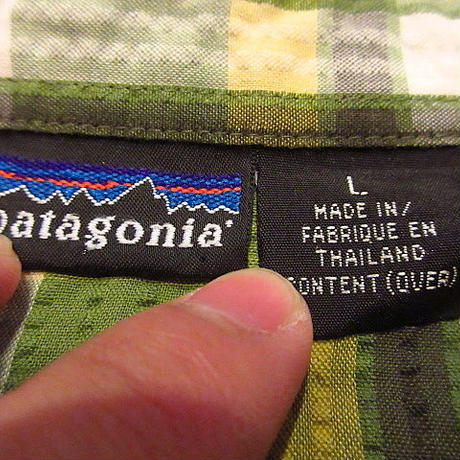 patagonia®
L
MADE IN/
FABRIQUE EN
THAILAND
CONTENT (OVER)